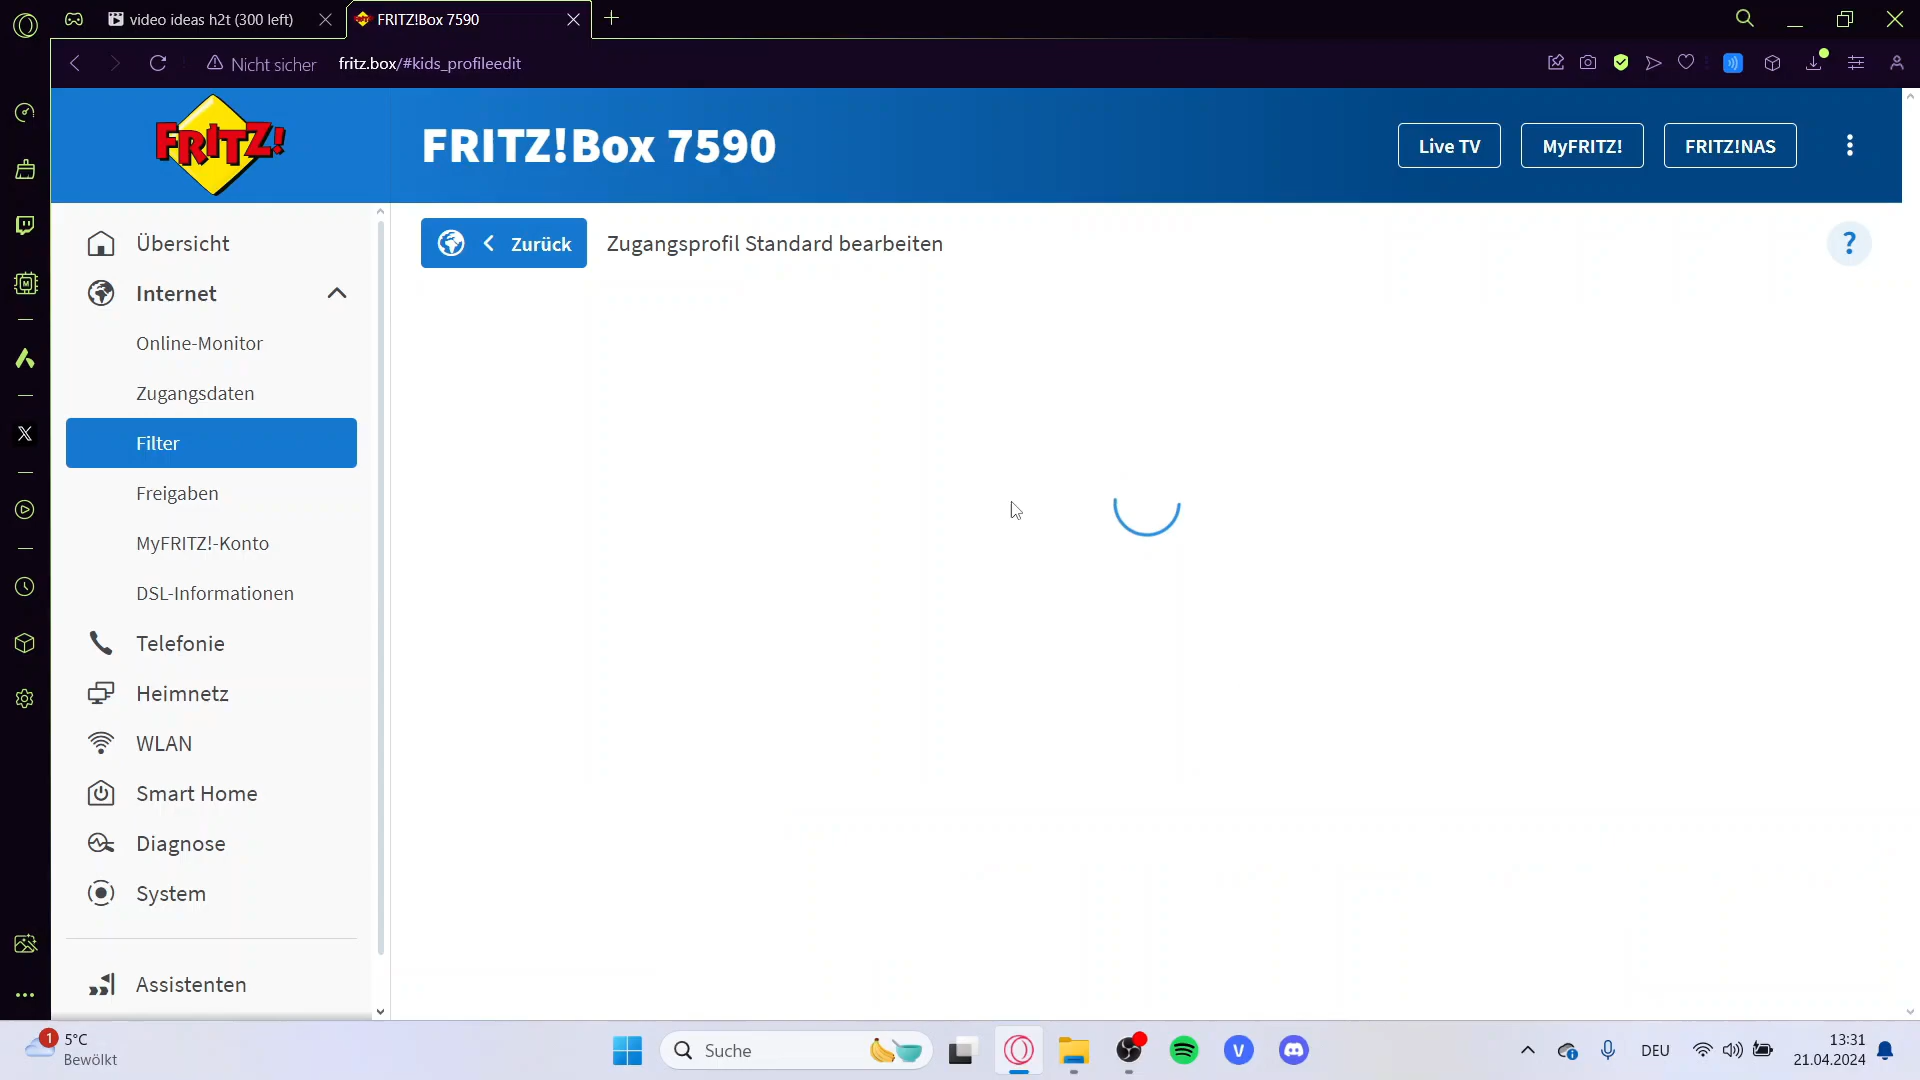 video ideas h2t (300 left)
FRITZ!Box 7590
Nicht sicher
fritz.box/#kids_profileedit
FRITZ!
FRITZ!Box 7590
Live TV
MyFRITZ!
FRITZ!NAS
Übersicht
Internet
Online-Monitor
Zugangsdaten
Filter
Freigaben
MyFRITZ!-Konto
DSL-Informationen
Telefonie
Heimnetz
WLAN
Smart Home
Diagnose
System
Assistenten
Zurück
Zugangsprofil Standard bearbeiten
?
1
5°C
Bewölkt
Suche
V
DEU
13:31
21.04.2024